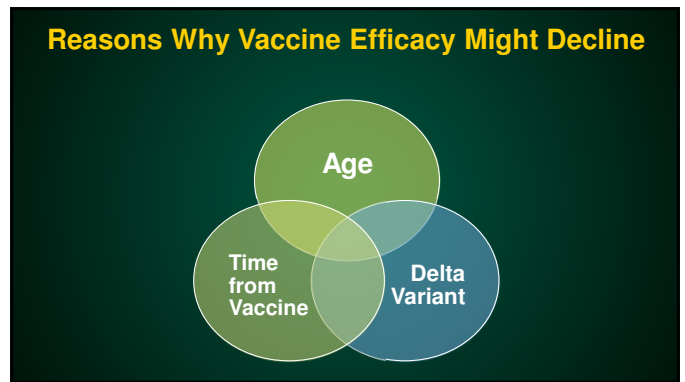 Reasons Why Vaccine Efficacy Might Decline
Age
Time
from
Vaccine
Delta
Variant